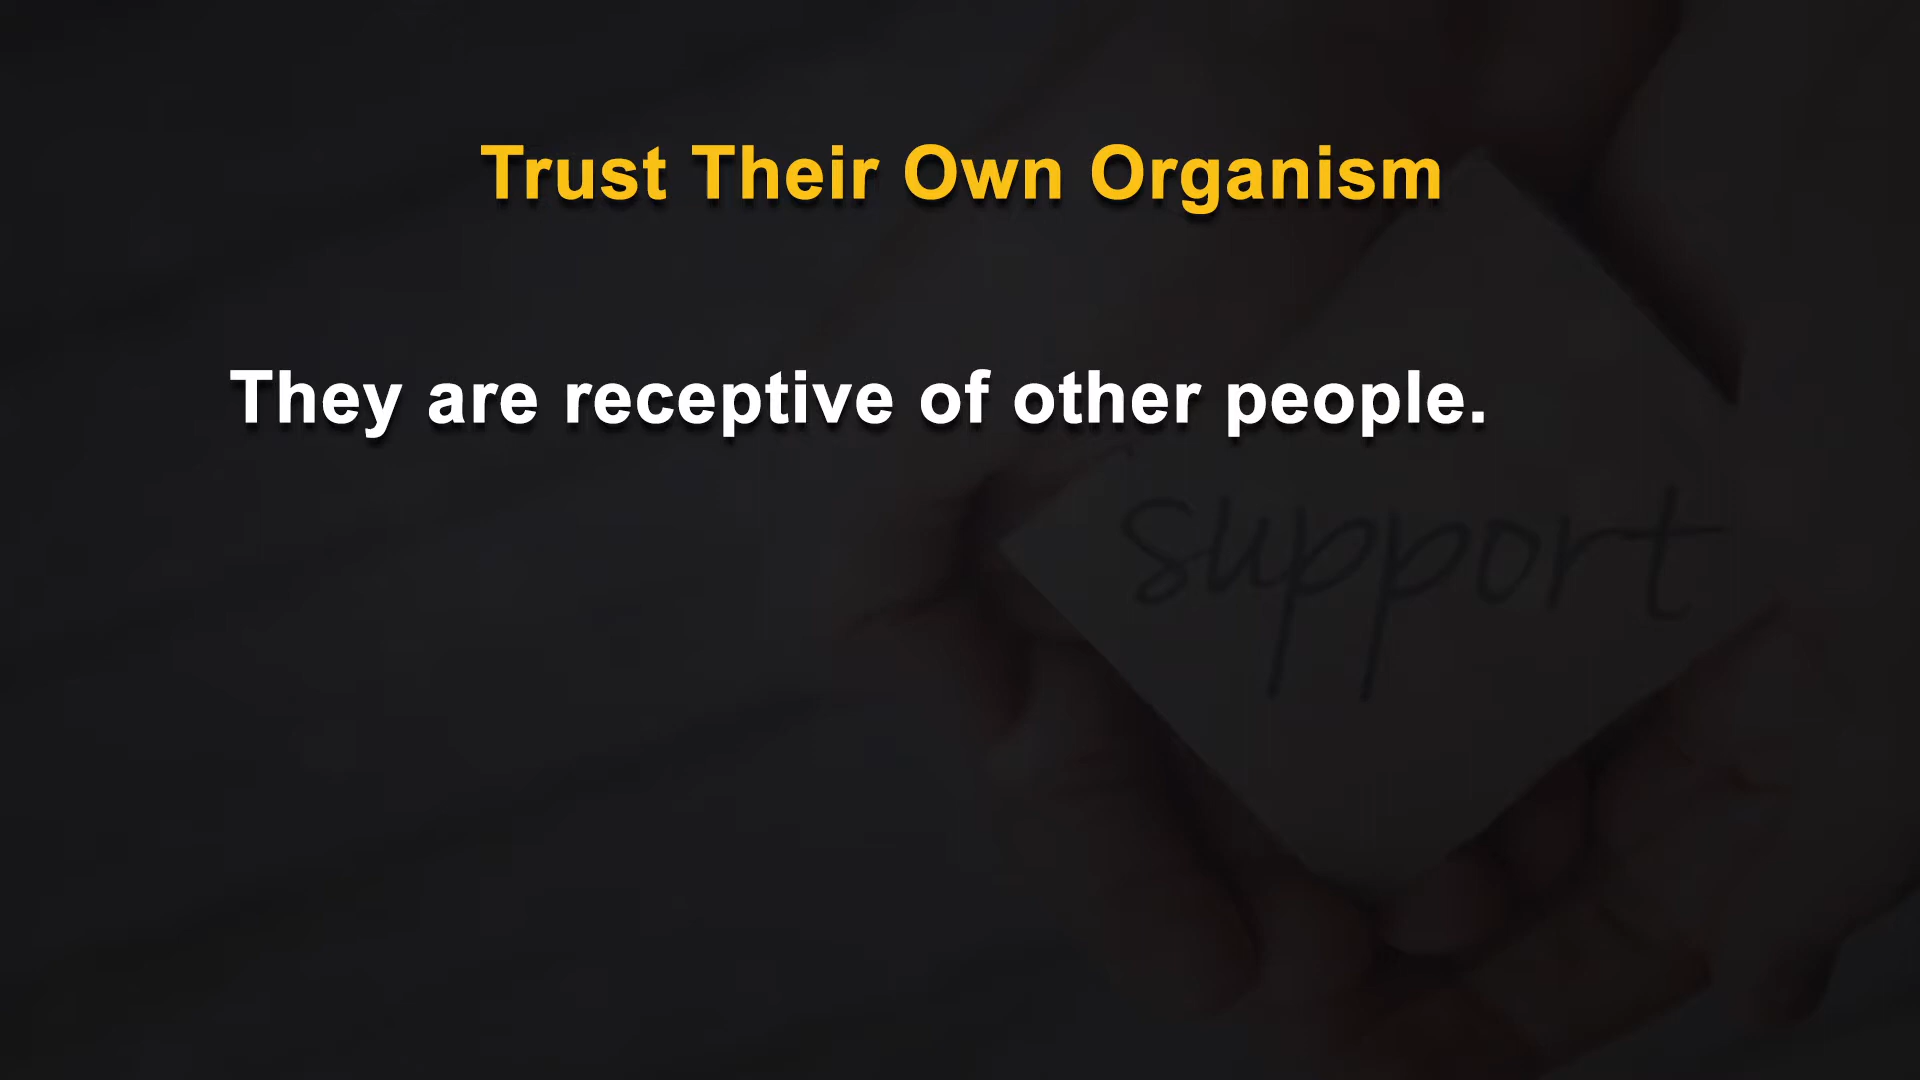 Trust Their Own Organism
They are receptive of other people.
support